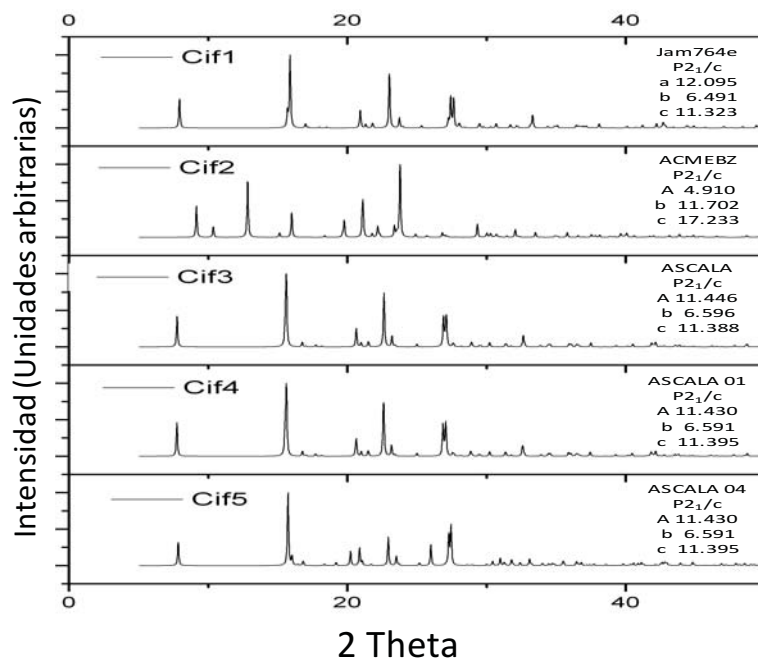 0 20 40
Intensidad (Unidades arbitrarias)
Cif1
Jam764e
P2₁/c
a 12.095
b 6.491
c 11.323
Cif2
ACMEBZ
P2₁/c
A 4.910
b 11.702
c 17.233
Cif3
ASCALA
P2₁/c
A 11.446
b 6.596
c 11.388
Cif4
ASCALA 01
P2₁/c
A 11.430
b 6.591
c 11.395
Cif5
ASCALA 04
P2₁/c
A 11.430
b 6.591
c 11.395
0 20 40
2 Theta